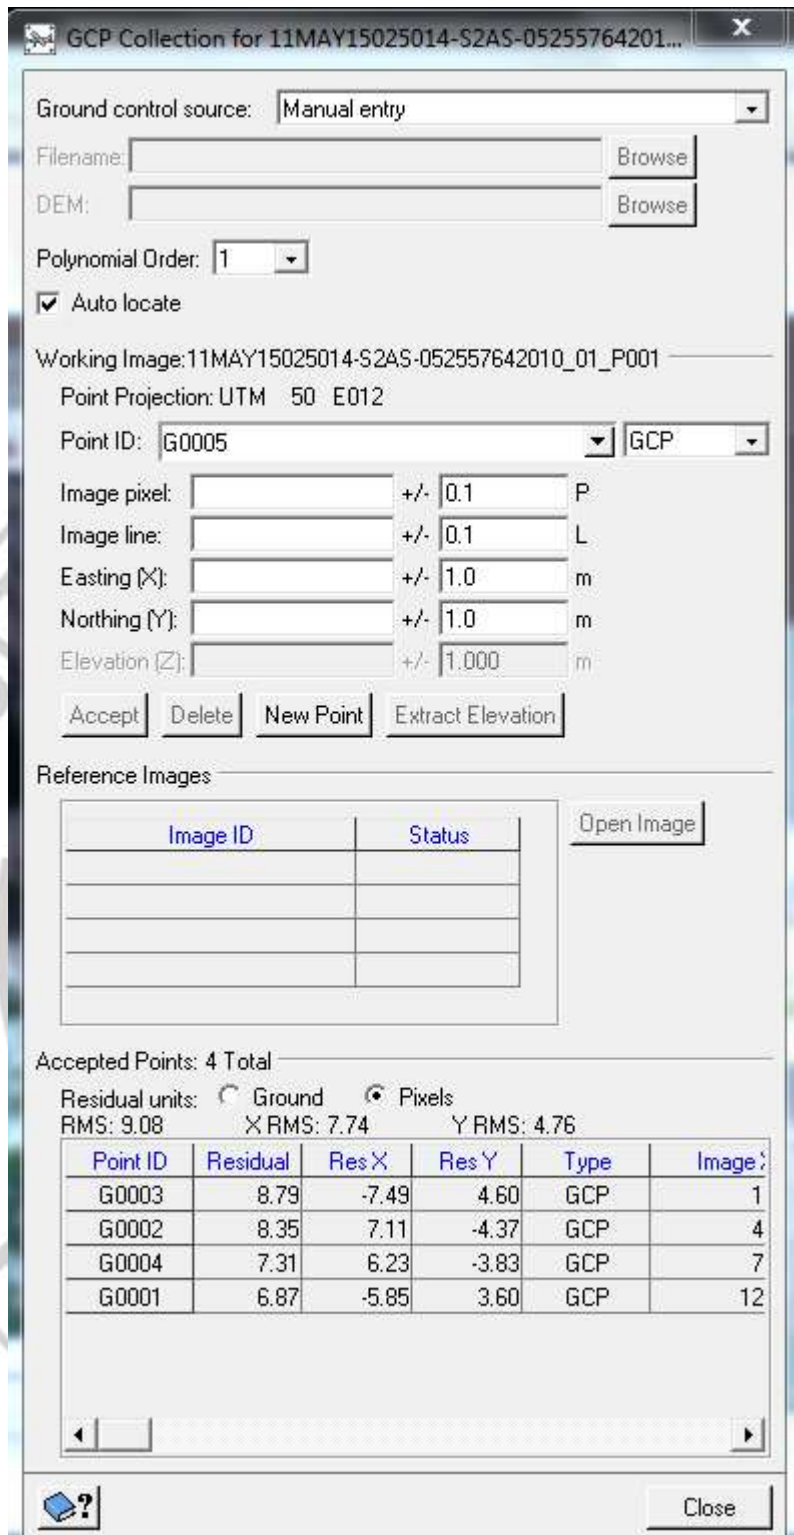 GCP Collection for 11MAY15025014-S2AS-05255764201...
x
Ground control source: Manual entry
Filename: Browse
DEM: Browse
Polynomial Order: 1
Auto locate
Working Image:11MAY15025014-S2AS-052557642010_01_P001
Point Projection: UTM 50 E012
Point ID: G0005 GCP
Image pixel: +/- 0.1 P
Image line: +/- 0.1 L
Easting (X): +/- 1.0 m
Northing (Y): +/- 1.0 m
Elevation (Z): +/- 1.000 m
Accept Delete New Point Extract Elevation
Reference Images
Image ID Status Open Image
Accepted Points: 4 Total
Residual units: Ground Pixels
RMS: 9.08 X RMS: 7.74 Y RMS: 4.76
Point ID Residual Res X Res Y Type Image
G0003 8.79 -7.49 4.60 GCP 1
G0002 8.35 7.11 -4.37 GCP 4
G0004 7.31 6.23 -3.83 GCP 7
G0001 6.87 -5.85 3.60 GCP 12
? Close